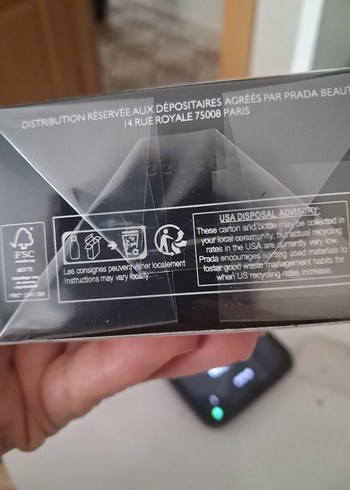 DISTRIBUTION RÉSERVÉE AUX DÉPOSITAIRES AGRÉÉS PAR PRADA BEAUT
14 RUE ROYALE 75008 PARIS
FSC
MIXTE
Les consignes peuvent varier localement
Instructions may vary locally
USA DISPOSAL ADVISORY:
These carton and bottle may be collected in
your local community, but actual recycling
rates in the USA are currently very low.
Prada encourages sorting used materials to
foster good waste management habits for
when US recycling rates increase.